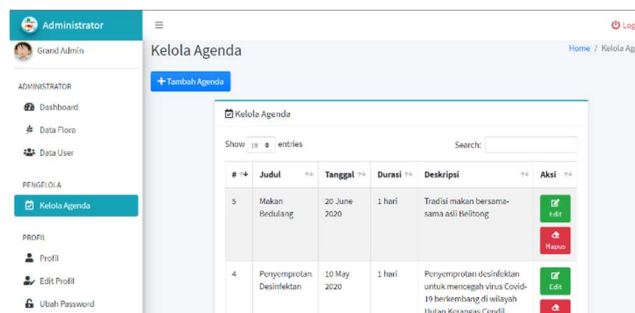 Administrator
Log
Grand Admin
Kelola Agenda
Home / Kelola Ag
+ Tambah Agenda
ADMINISTRATOR
Dashboard
Data Flora
Data User
PENGELOLA
Kelola Agenda
PROFIL
Profil
Edit Profil
Ubah Password
Kelola Agenda
Show 10 entries
Search:
# Judul Tanggal Durasi Deskripsi Aksi
5 Makan Bedulang 20 June 2020 1 hari Tradisi makan bersama-
sama asli Belitong
Edit
Hapus
4 Penyemprotan Desinfektan 10 May 2020 1 hari Penyemprotan desinfektan
untuk mencegah virus Covid-
19 berkembang di wilayah
Hutan Kerangas Cendil
Edit